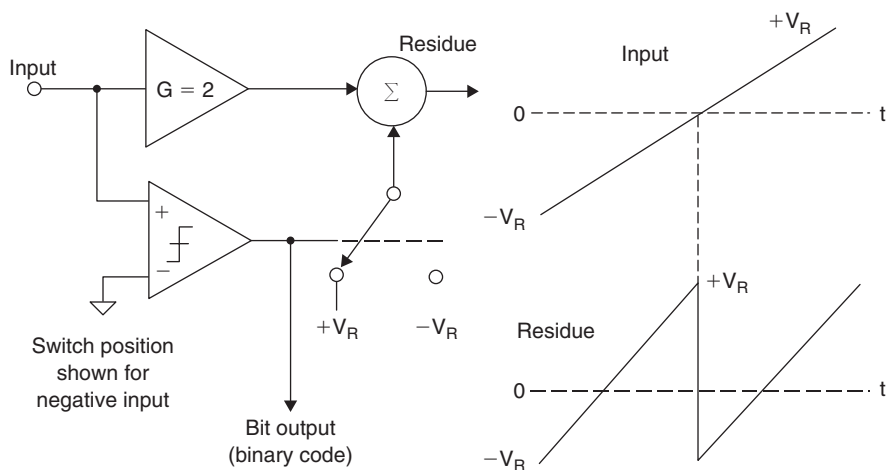 Input
G = 2
Residue
Σ
+
−
+V_R
−V_R
Switch position
shown for
negative input
Bit output
(binary code)
+V_R
Input
0
t
−V_R
+V_R
Residue
0
t
−V_R